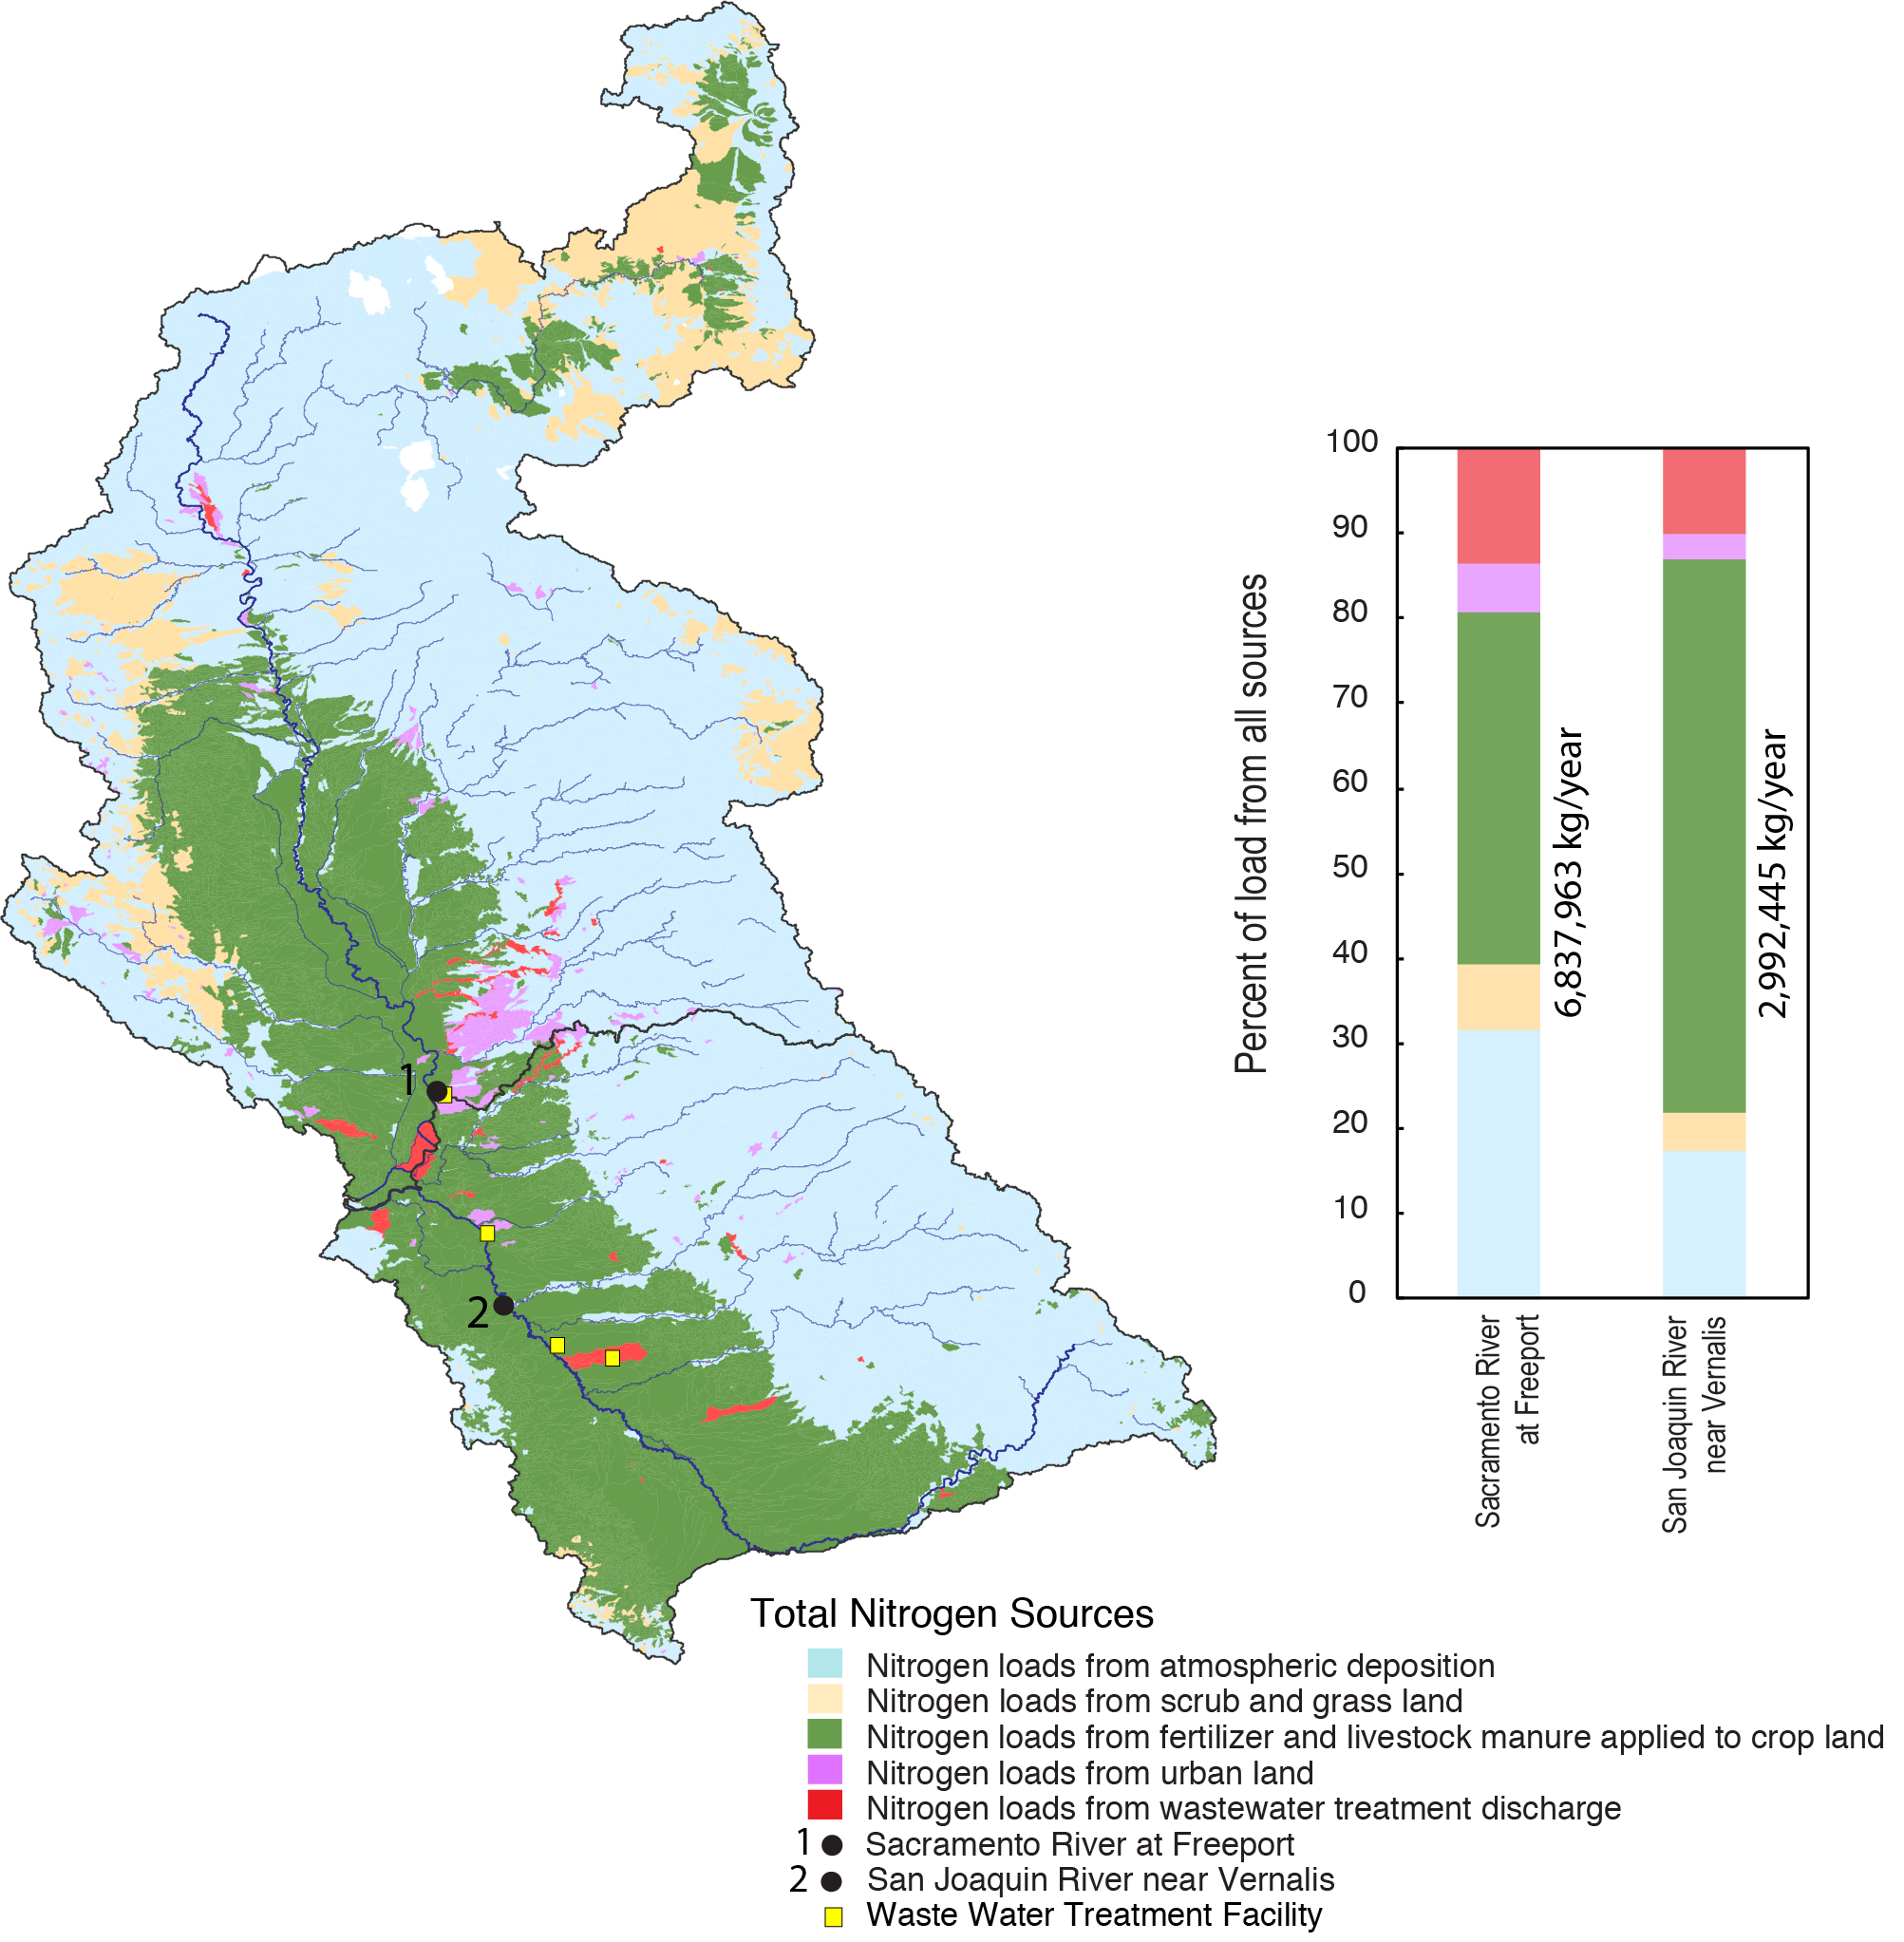 1
2
100
90
80
70
60
50
40
30
20
10
0
Percent of load from all sources
6,837,963 kg/year
2,992,445 kg/year
Sacramento River
at Freeport
San Joaquin River
near Vernalis
Total Nitrogen Sources
Nitrogen loads from atmospheric deposition
Nitrogen loads from scrub and grass land
Nitrogen loads from fertilizer and livestock manure applied to crop land
Nitrogen loads from urban land
Nitrogen loads from wastewater treatment discharge
1 Sacramento River at Freeport
2 San Joaquin River near Vernalis
Waste Water Treatment Facility